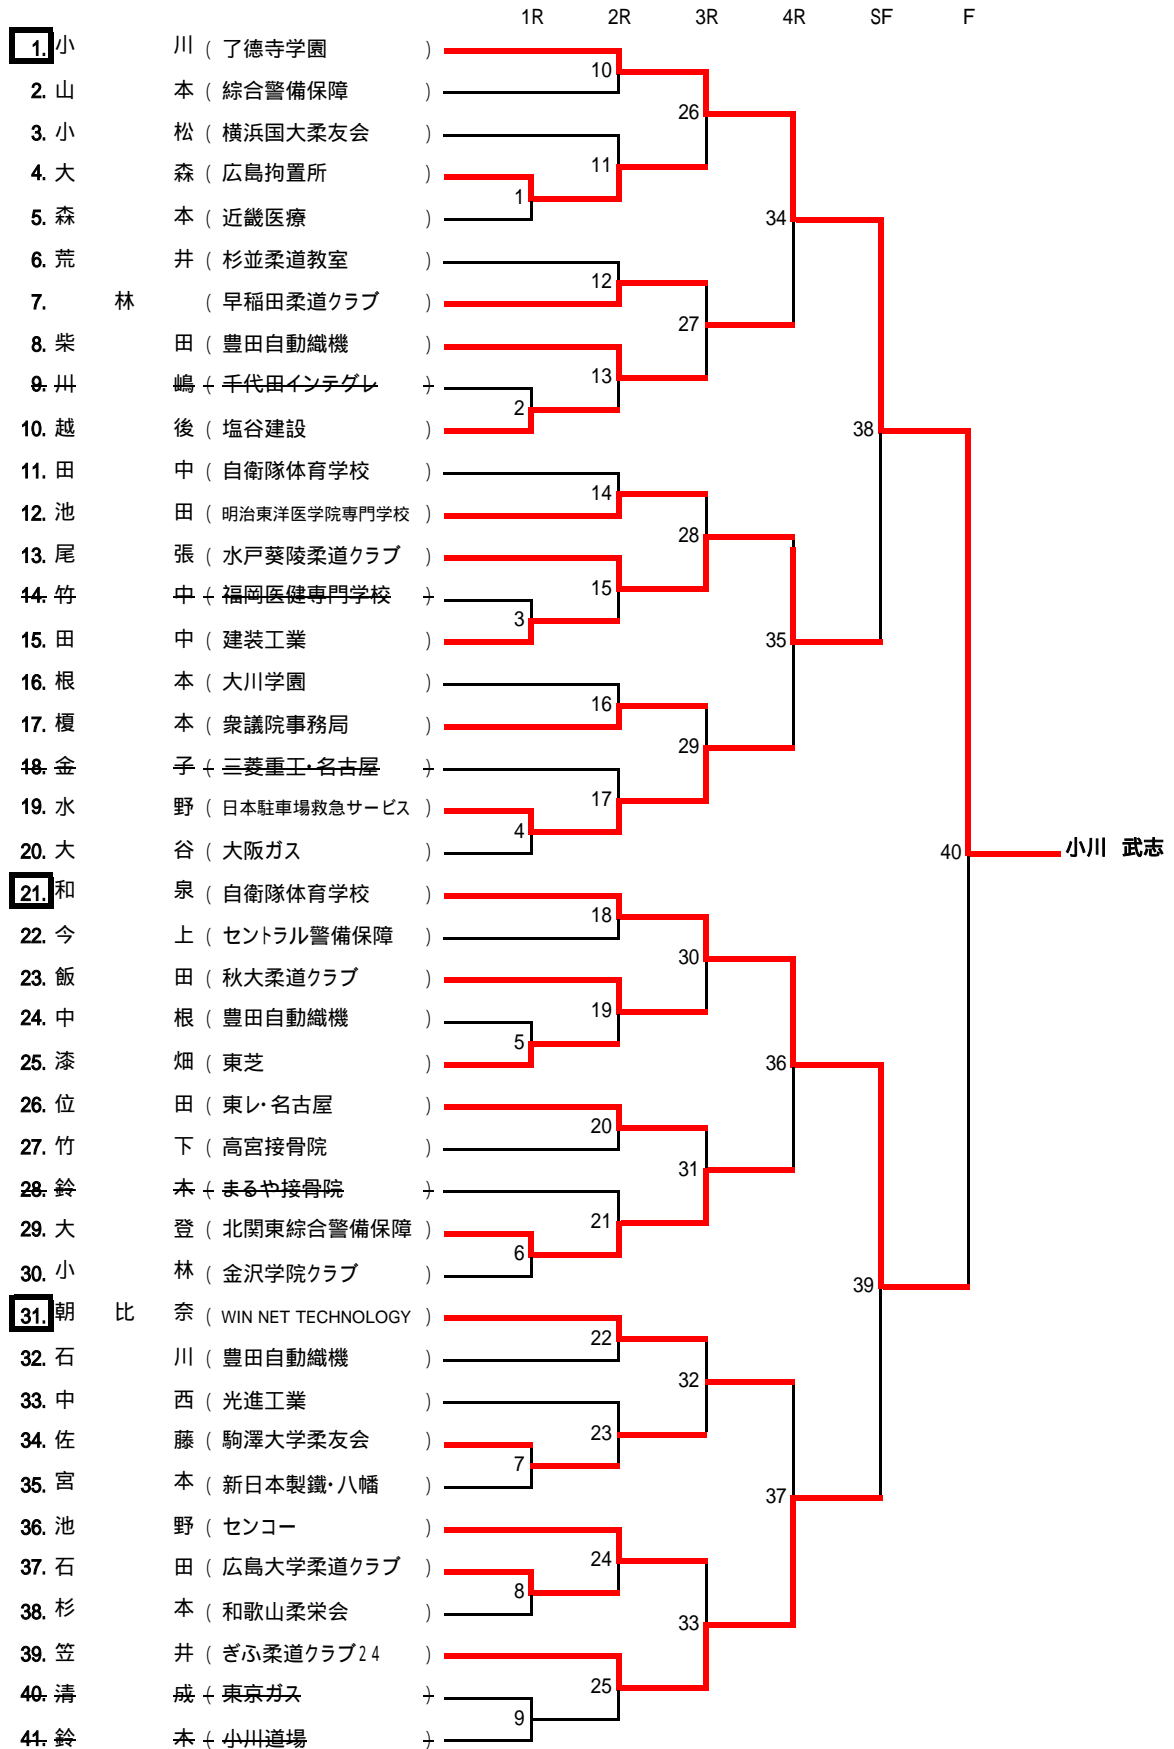 1R 2R 3R 4R SF F
1. 小 川 ( 了徳寺学園 )
10
2. 山 本 ( 綜合警備保障 )
26
3. 小 松 ( 横浜国大柔友会 )
11
4. 大 森 ( 広島拘置所 )
1
5. 森 本 ( 近畿医療 )
34
6. 荒 井 ( 杉並柔道教室 )
12
7. 林 ( 早稲田柔道クラブ )
27
8. 柴 田 ( 豊田自動織機 )
13
9. 川 嶋 ( 千代田インテグレ )
2
10. 越 後 ( 塩谷建設 )
38
11. 田 中 ( 自衛隊体育学校 )
14
12. 池 田 ( 明治東洋医学院専門学校 )
28
13. 尾 張 ( 水戸葵陵柔道クラブ )
15
14. 竹 中 ( 福岡医健専門学校 )
3
15. 田 中 ( 建装工業 )
35
16. 根 本 ( 大川学園 )
16
17. 榎 本 ( 衆議院事務局 )
29
18. 金 子 ( 三菱重工・名古屋 )
17
19. 水 野 ( 日本駐車場救急サービス )
4
20. 大 谷 ( 大阪ガス )
40 小川 武志
21. 和 泉 ( 自衛隊体育学校 )
18
22. 今 上 ( セントラル警備保障 )
30
23. 飯 田 ( 秋大柔道クラブ )
19
24. 中 根 ( 豊田自動織機 )
5
25. 漆 畑 ( 東芝 )
36
26. 位 田 ( 東レ・名古屋 )
20
27. 竹 下 ( 高宮接骨院 )
31
28. 鈴 木 ( まるや接骨院 )
21
29. 大 登 ( 北関東綜合警備保障 )
6
30. 小 林 ( 金沢学院クラブ )
39
31. 朝 比 奈 ( WIN NET TECHNOLOGY )
22
32. 石 川 ( 豊田自動織機 )
32
33. 中 西 ( 光進工業 )
23
34. 佐 藤 ( 駒澤大学柔友会 )
7
35. 宮 本 ( 新日本製鐵・八幡 )
37
36. 池 野 ( センコー )
24
37. 石 田 ( 広島大学柔道クラブ )
8
38. 杉 本 ( 和歌山柔栄会 )
33
39. 笠 井 ( ぎふ柔道クラブ24 )
25
40. 清 成 ( 東京ガス )
9
41. 鈴 木 ( 小川道場 )